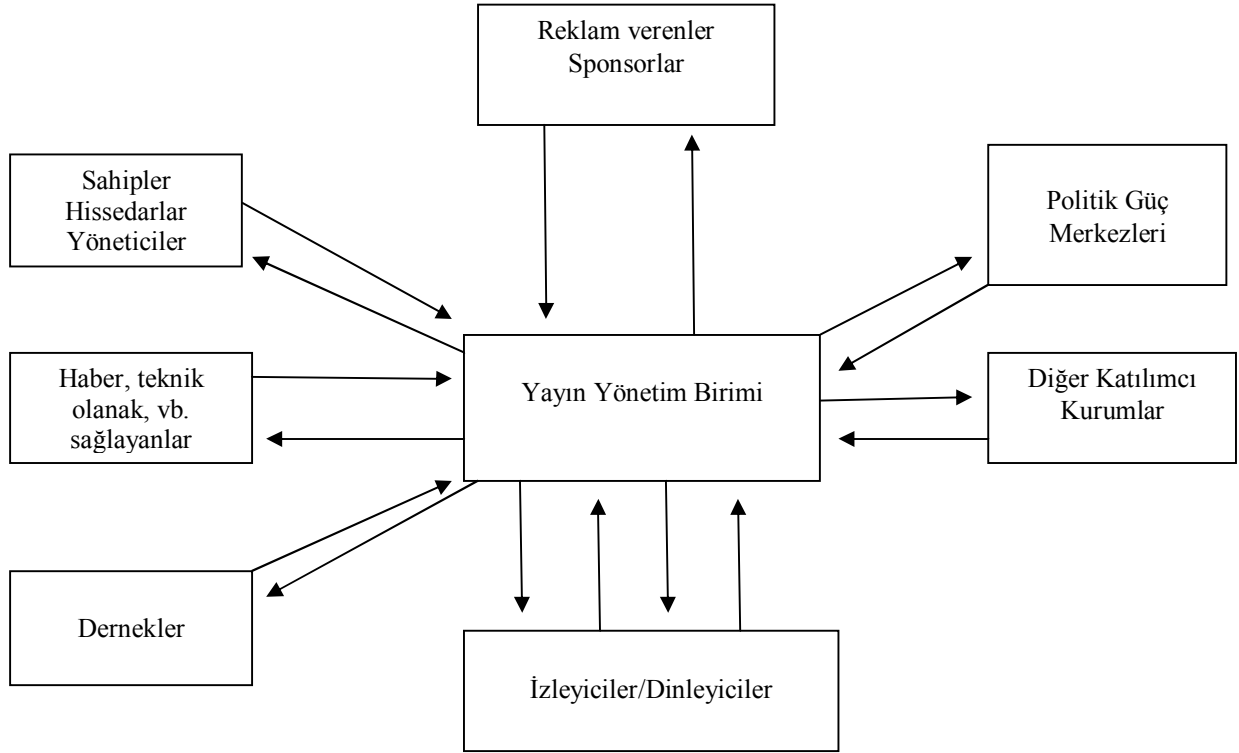 Reklam verenler
Sponsorlar
Sahipler
Hissedarlar
Yöneticiler
Politik Güç
Merkezleri
Haber, teknik
olanak, vb.
sağlayanlar
Yayın Yönetim Birimi
Diğer Katılımcı
Kurumlar
Dernekler
İzleyiciler/Dinleyiciler